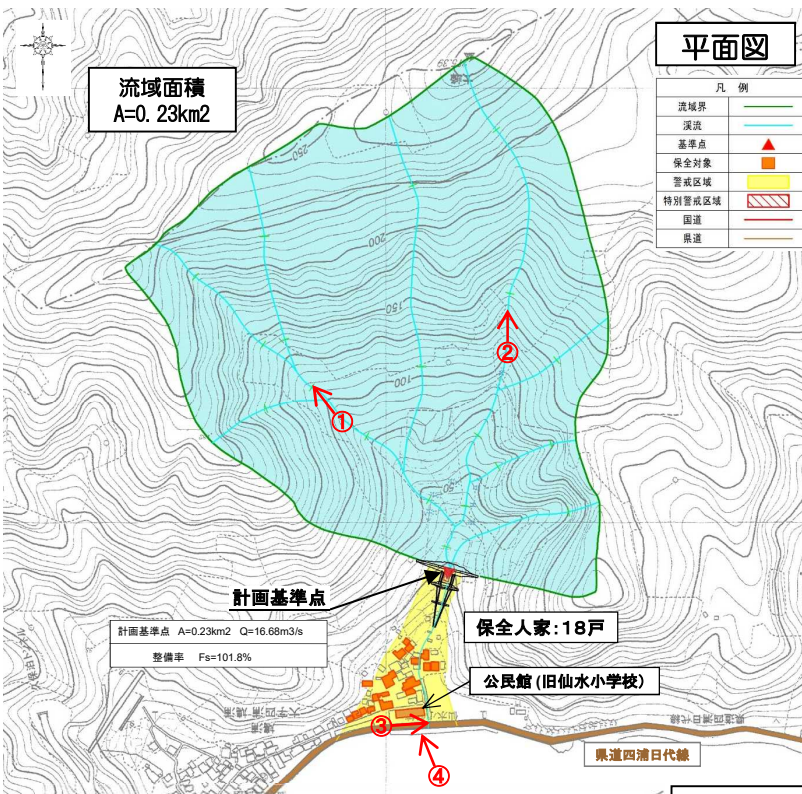 平面図
流域面積
A=0.23km2
凡 例
流域界
渓流
基準点
保全対象
警戒区域
特別警戒区域
国道
県道
250
200
150
100
50
①
②
計画基準点
計画基準点 A=0.23km2 Q=16.68m3/s
整備率 Fs=101.8%
保全人家:18戸
公民館(旧仙水小学校)
③
④
県道四浦日代線